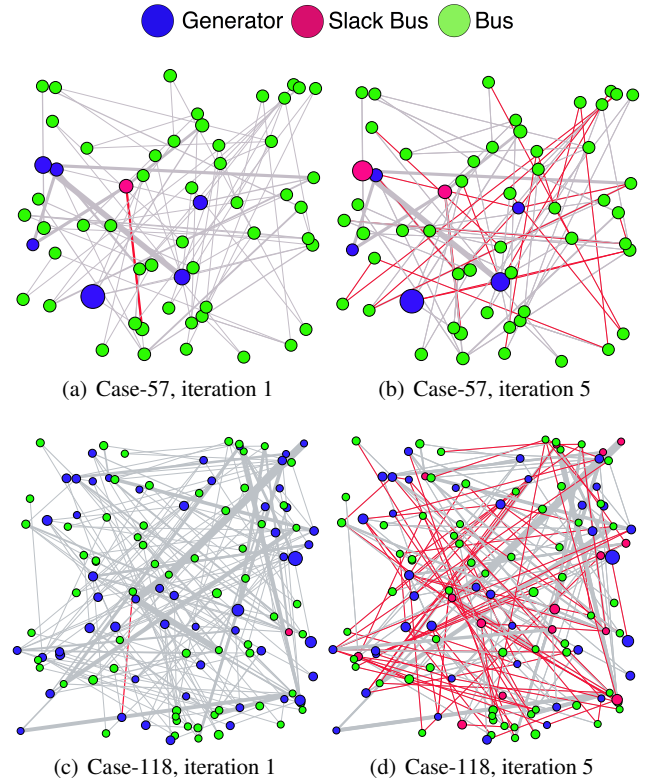 Generator Slack Bus Bus
(a) Case-57, iteration 1
(b) Case-57, iteration 5
(c) Case-118, iteration 1
(d) Case-118, iteration 5